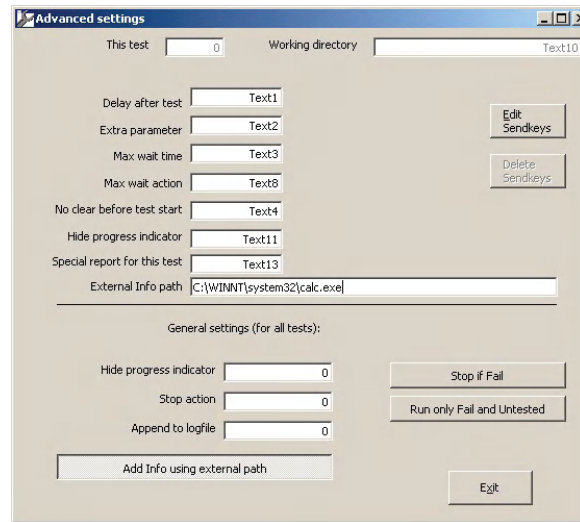 Advanced settings
This test 0 Working directory Text10
Delay after test Text1
Extra parameter Text2
Edit Sendkeys
Max wait time Text3
Max wait action Text8
Delete Sendkeys
No clear before test start Text4
Hide progress indicator Text11
Special report for this test Text13
External Info path C:\WINNT\system32\calc.exe
General settings (for all tests):
Hide progress indicator 0
Stop if Fail
Stop action 0
Run only Fail and Untested
Append to logfile 0
Add Info using external path
Exit